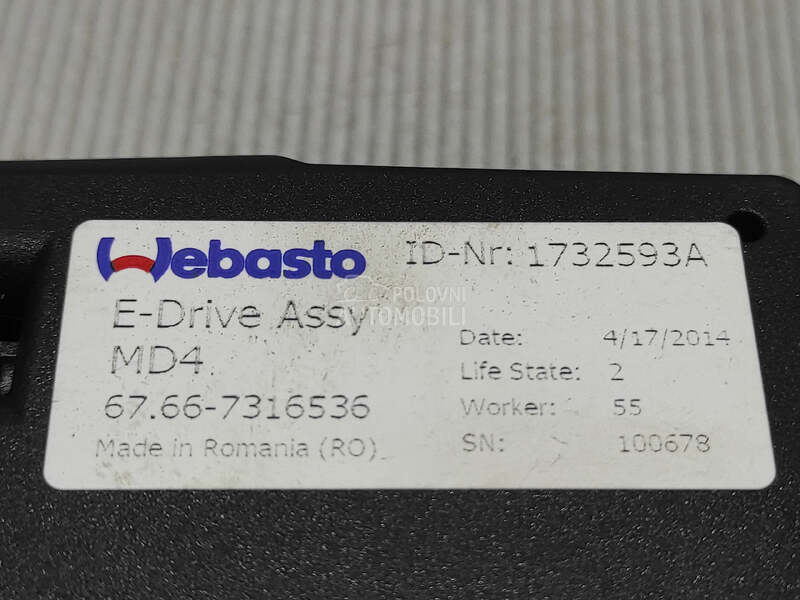 Webasto
ID-Nr: 1732593A
E-Drive Assy
MD4
67.66-7316536
Made in Romania (RO)
Date: 4/17/2014
Life State: 2
Worker: 55
SN: 100678
POLOVNI
AUTOMOBILI